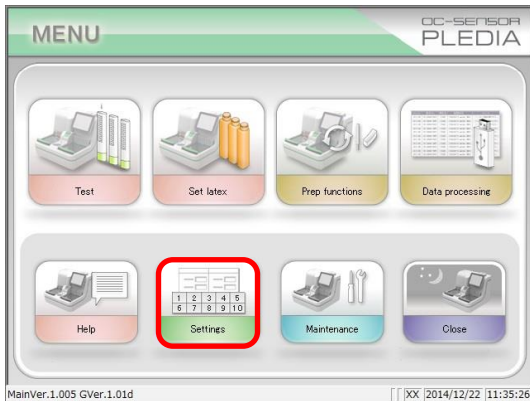 MENU
OC-SENSOR
PLEDIA
Test
Set latex
Prep functions
Data processing
1 2 3 4 5
6 7 8 9 10
Help
Settings
Maintenance
Close
MainVer.1.005 GVer.1.01d
XX 2014/12/22 11:35:26